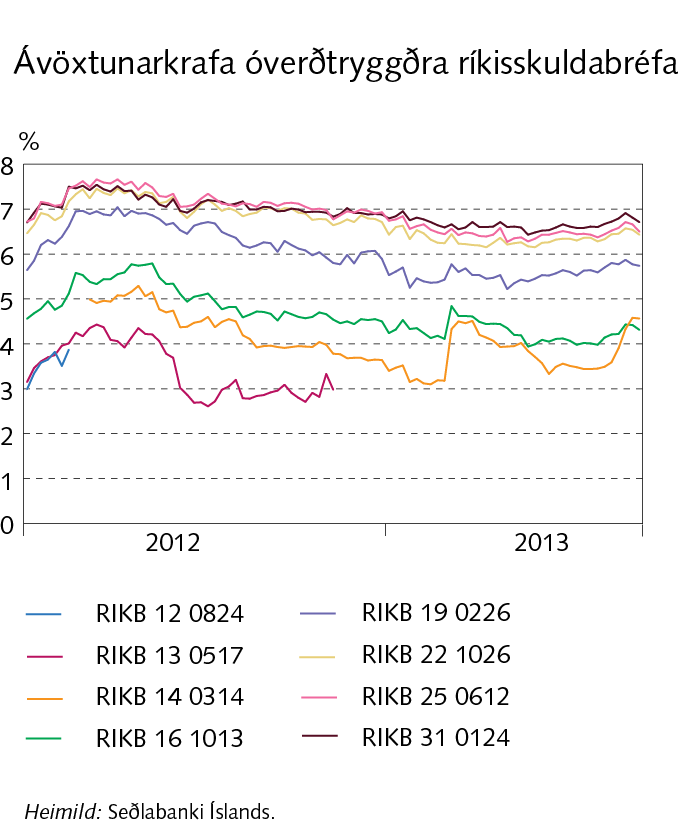 Ávöxtunarkrafa óverðtryggðra ríkisskuldabréfa
%
8
7
6
5
4
3
2
1
0
2012 2013
RIKB 12 0824 RIKB 19 0226
RIKB 13 0517 RIKB 22 1026
RIKB 14 0314 RIKB 25 0612
RIKB 16 1013 RIKB 31 0124
Heimild: Seðlabanki Íslands.